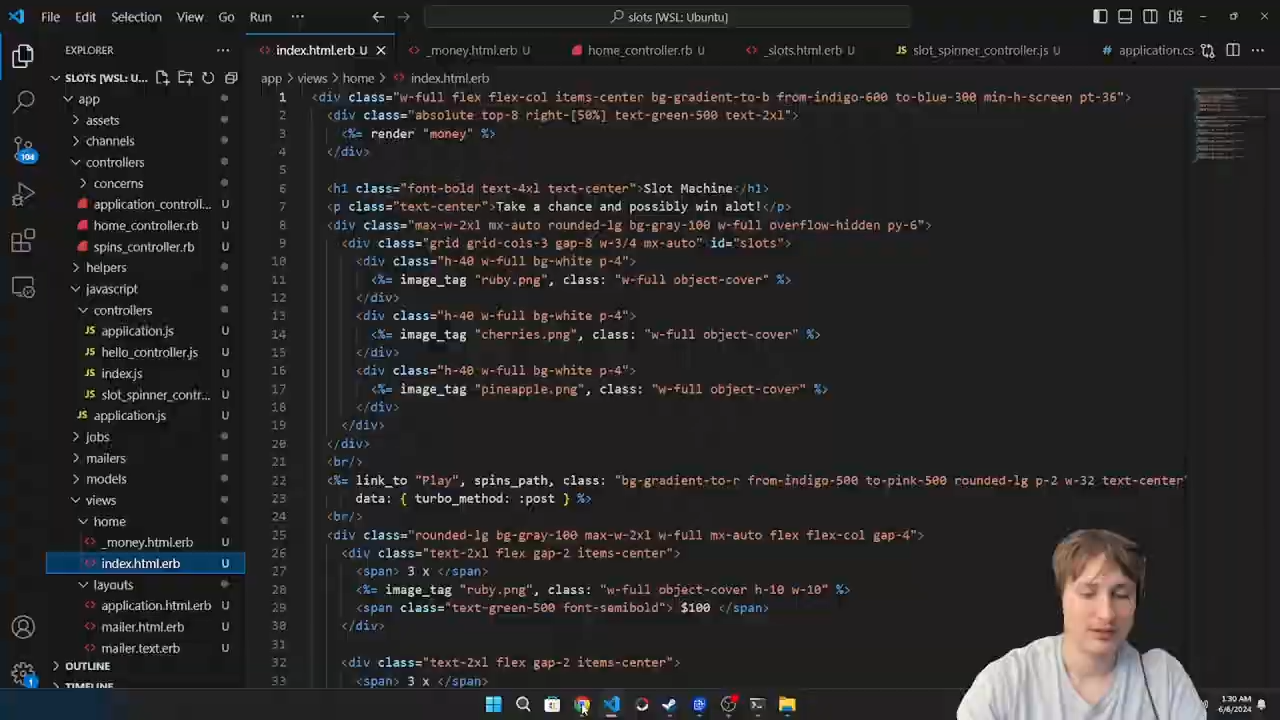 File Edit Selection View Go Run ··· slots [WSL: Ubuntu]
EXPLORER
SLOTS [WSL: U...
app
assets
channels
controllers
concerns
application_controll... U
home_controller.rb U
spins_controller.rb U
helpers
javascript
controllers
JS application.js U
JS hello_controller.js U
JS index.js U
JS slot_spinner_contr... U
JS application.js U
jobs
mailers
models
views
home
_money.html.erb U
index.html.erb U
layouts
application.html.erb U
mailer.html.erb U
mailer.text.erb U
OUTLINE
TIMELINE
104
1
index.html.erb U _money.html.erb U home_controller.rb U _slots.html.erb U JS slot_spinner_controller.js U # application.cs
app > views > home > index.html.erb
1 <div class="w-full flex flex-col items-center bg-gradient-to-b from-indigo-600 to-blue-300 min-h-screen pt-36">
2 <div class="absolute top-5 right-[50%] text-green-500 text-2xl">
3 <%= render "money" %>
4 </div>
5
6 <h1 class="font-bold text-4xl text-center">Slot Machine</h1>
7 <p class="text-center">Take a chance and possibly win alot!</p>
8 <div class="max-w-2xl mx-auto rounded-lg bg-gray-100 w-full overflow-hidden py-6">
9 <div class="grid grid-cols-3 gap-8 w-3/4 mx-auto" id="slots">
10 <div class="h-40 w-full bg-white p-4">
11 <%= image_tag "ruby.png", class: "w-full object-cover" %>
12 </div>
13 <div class="h-40 w-full bg-white p-4">
14 <%= image_tag "cherries.png", class: "w-full object-cover" %>
15 </div>
16 <div class="h-40 w-full bg-white p-4">
17 <%= image_tag "pineapple.png", class: "w-full object-cover" %>
18 </div>
19 </div>
20 </div>
21 <br/>
22 <%= link_to "Play", spins_path, class: "bg-gradient-to-r from-indigo-500 to-pink-500 rounded-lg p-2 w-32 text-center"
23 data: { turbo_method: :post } %>
24 <br/>
25 <div class="rounded-lg bg-gray-100 max-w-2xl w-full mx-auto flex flex-col gap-4">
26 <div class="text-2xl flex gap-2 items-center">
27 <span> 3 x </span>
28 <%= image_tag "ruby.png", class: "w-full object-cover h-10 w-10" %>
29 <span class="text-green-500 font-semibold"> $100 </span>
30 </div>
31
32 <div class="text-2xl flex gap-2 items-center">
33 <span> 3 x </span>
1:30 AM
6/6/2024